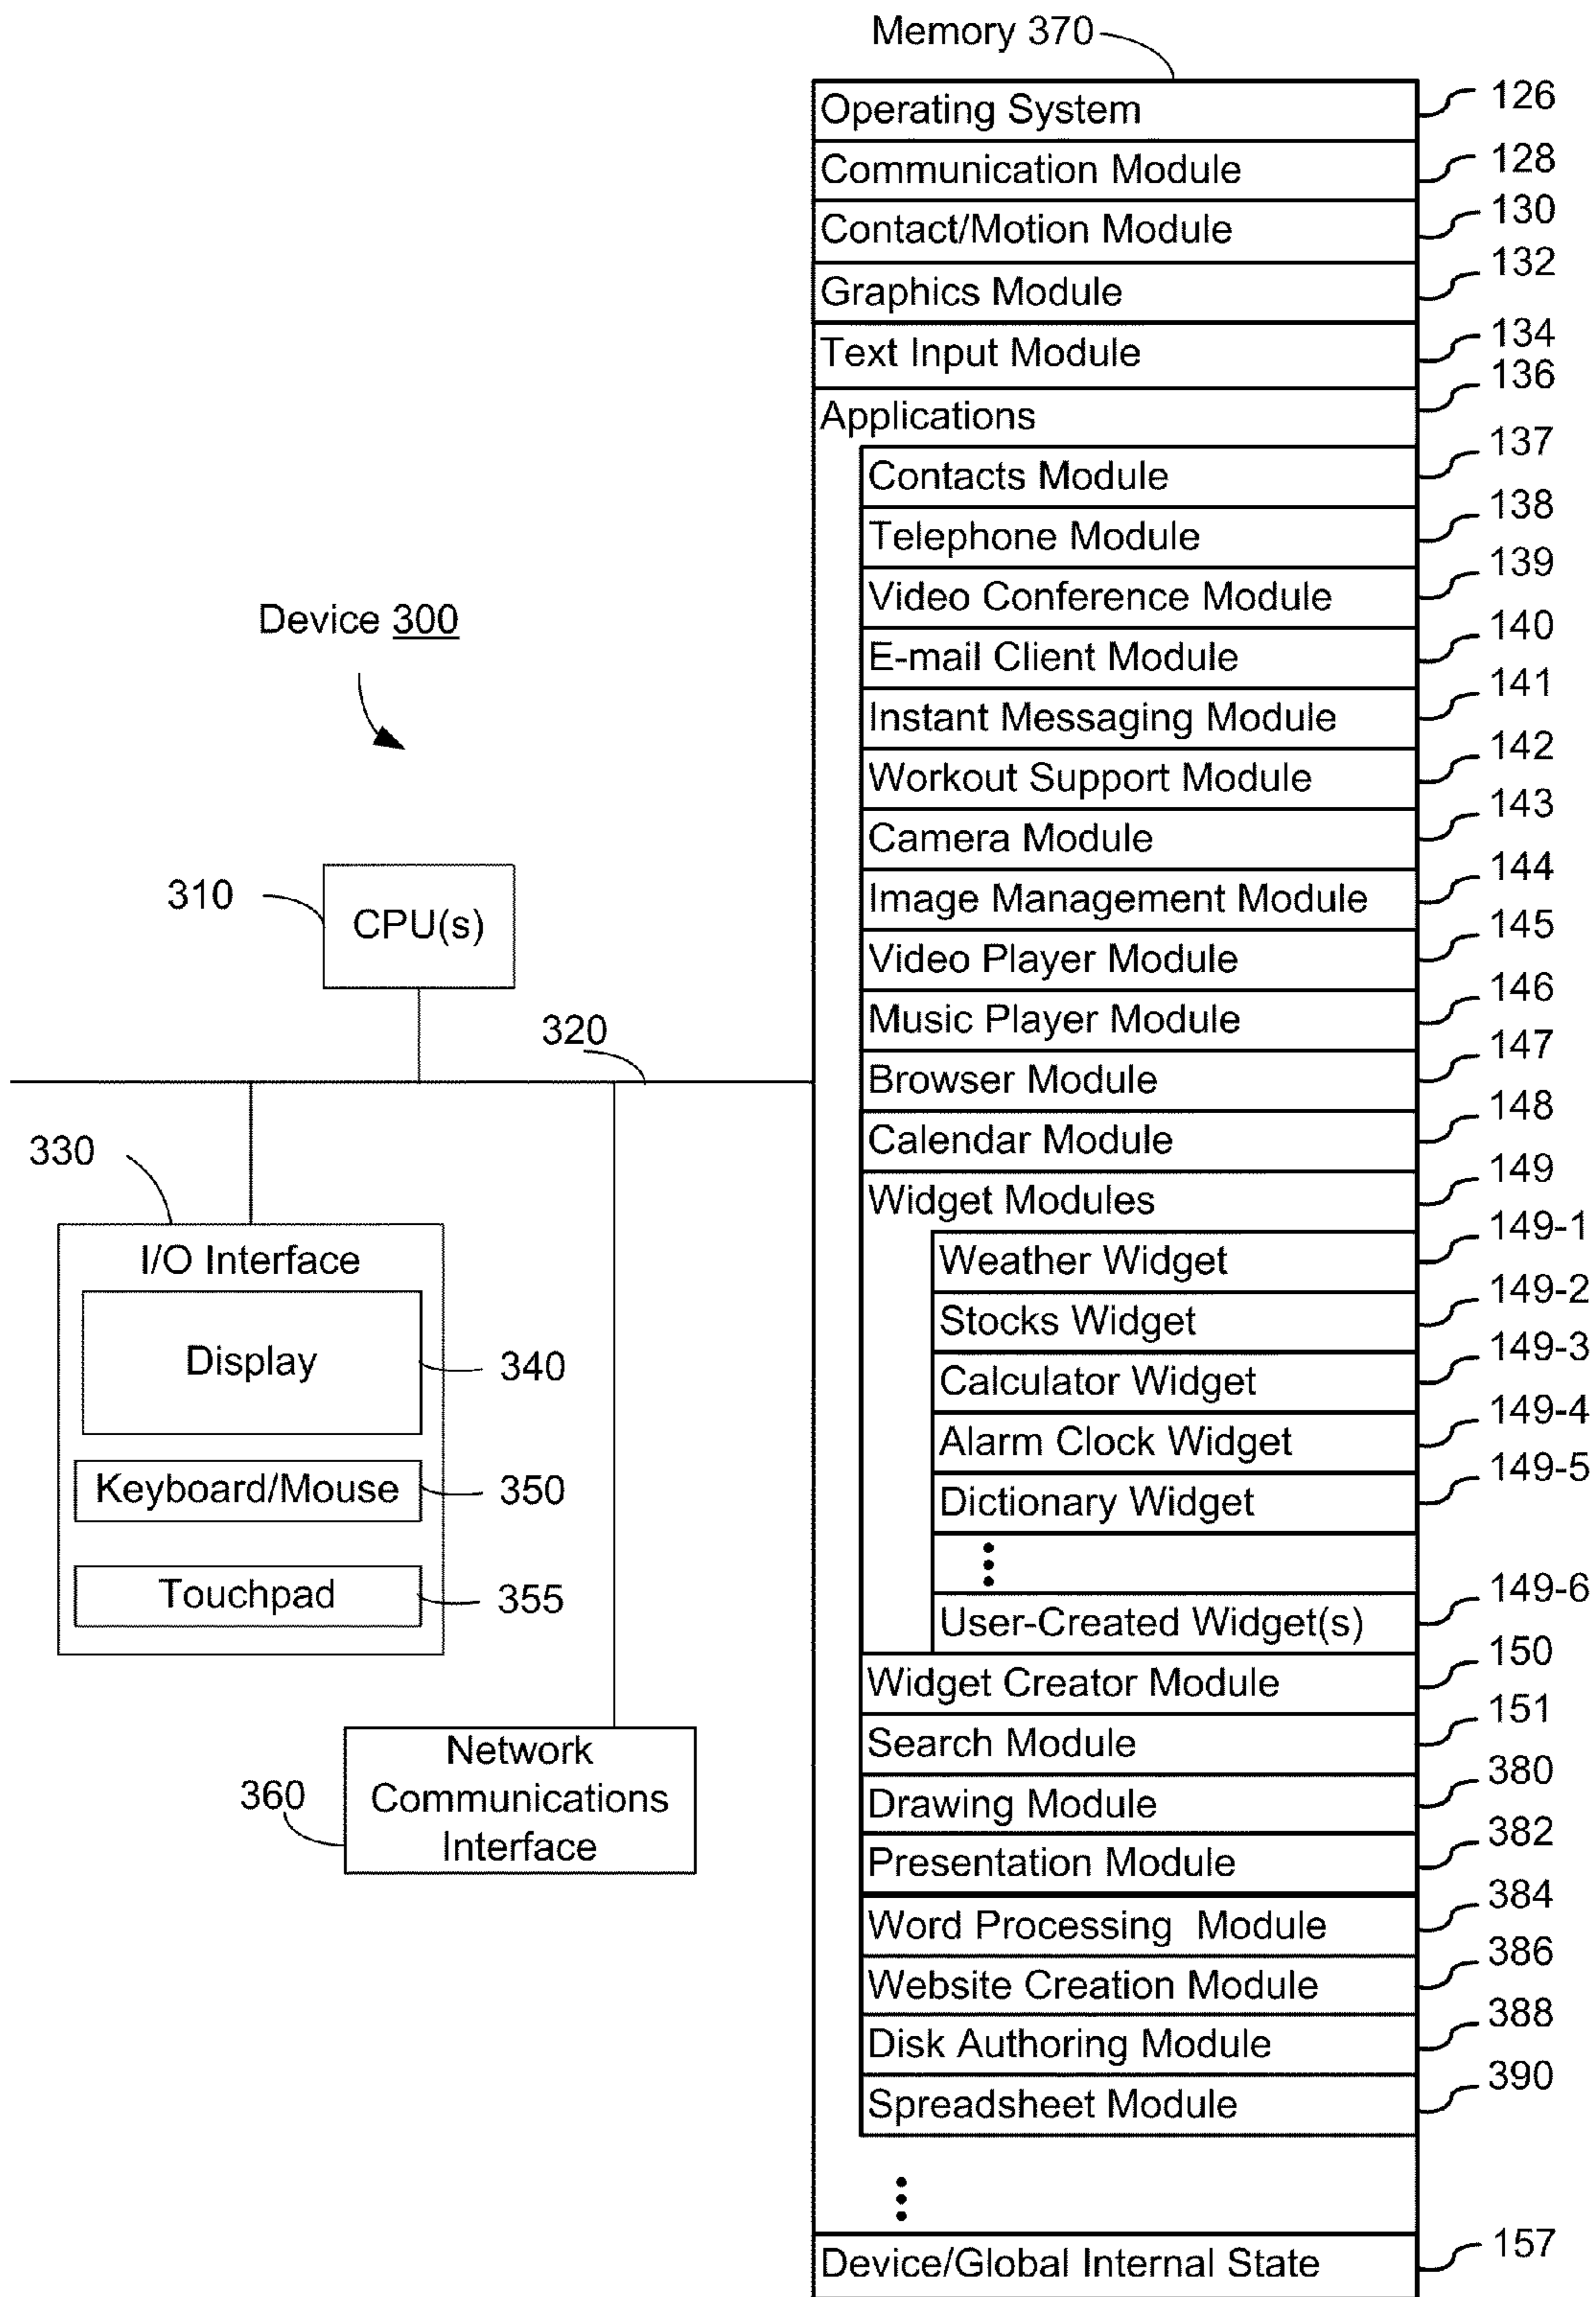 Memory 370
Operating System 126
Communication Module 128
Contact/Motion Module 130
Graphics Module 132
Text Input Module 134
Applications 136
Contacts Module 137
Telephone Module 138
Video Conference Module 139
E-mail Client Module 140
Instant Messaging Module 141
Workout Support Module 142
Camera Module 143
Image Management Module 144
Video Player Module 145
Music Player Module 146
Browser Module 147
Calendar Module 148
Widget Modules 149
Weather Widget 149-1
Stocks Widget 149-2
Calculator Widget 149-3
Alarm Clock Widget 149-4
Dictionary Widget 149-5
User-Created Widget(s) 149-6
Widget Creator Module 150
Search Module 151
Drawing Module 380
Presentation Module 382
Word Processing Module 384
Website Creation Module 386
Disk Authoring Module 388
Spreadsheet Module 390
Device/Global Internal State 157
Device 300
310
CPU(s)
320
330
I/O Interface
Display 340
Keyboard/Mouse 350
Touchpad 355
360
Network
Communications
Interface